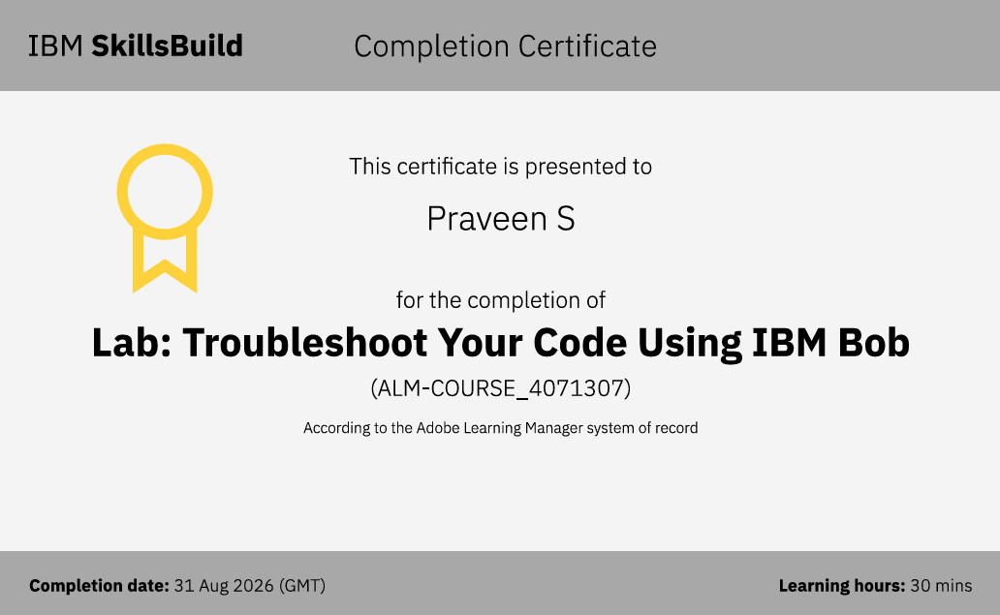 IBM SkillsBuild
Completion Certificate
This certificate is presented to
Praveen S
for the completion of
Lab: Troubleshoot Your Code Using IBM Bob
(ALM-COURSE_4071307)
According to the Adobe Learning Manager system of record
Completion date: 31 Aug 2026 (GMT)
Learning hours: 30 mins